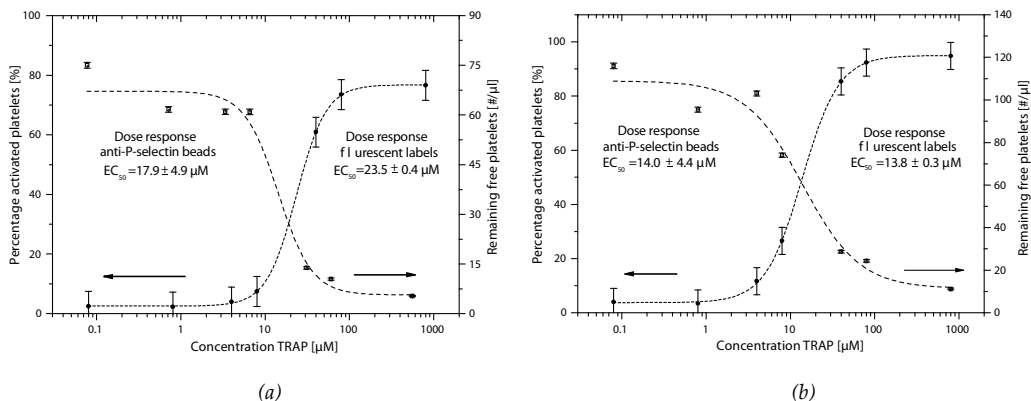 100
80
60
40
20
0
Percentage activated platelets [%]
90
75
60
45
30
15
0
Remaining free platelets [#/µl]
Dose response
anti-P-selectin beads
EC50 =17.9 ± 4.9 µM
Dose response
f l urescent labels
EC50 =23.5 ± 0.4 µM
0.1 1 10 100 1000
Concentration TRAP [µM]
(a)
100
80
60
40
20
0
Percentage activated platelets [%]
140
120
100
80
60
40
20
0
Remaining free platelets [#/µl]
Dose response
anti-P-selectin beads
EC50 =14.0 ± 4.4 µM
Dose response
f l urescent labels
EC50 =13.8 ± 0.3 µM
0.1 1 10 100 1000
Concentration TRAP [µM]
(b)